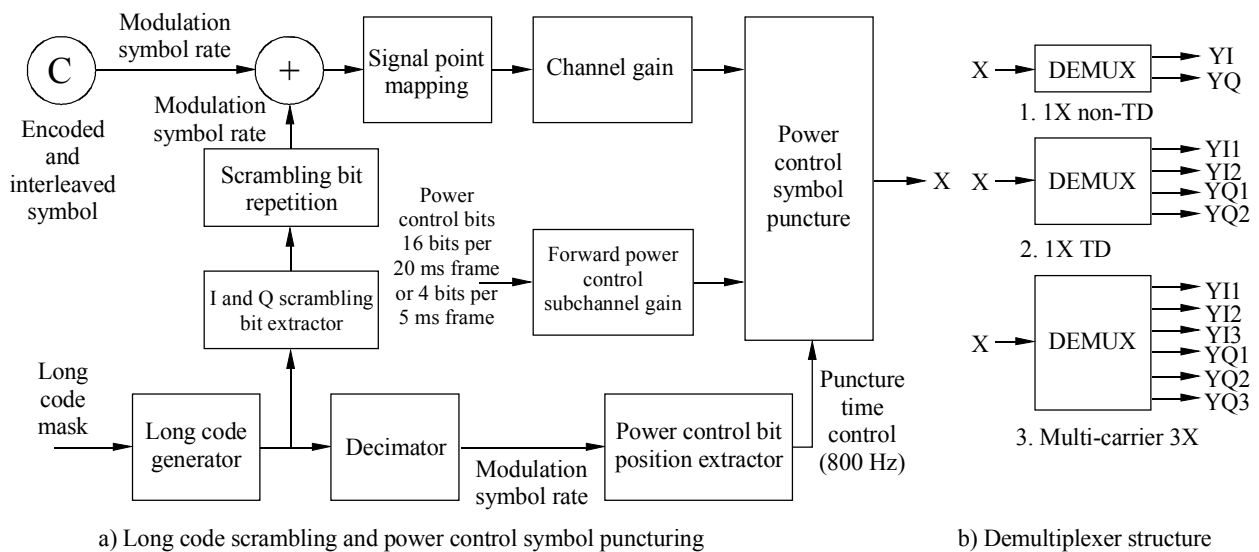 C
Modulation
symbol rate
+
Signal point
mapping
Channel gain
Power
control
symbol
puncture
X
Encoded
and
interleaved
symbol
Modulation
symbol rate
Scrambling bit
repetition
Power
control bits
16 bits per
20 ms frame
or 4 bits per
5 ms frame
Forward power
control
subchannel gain
I and Q scrambling
bit extractor
Long
code
mask
Long code
generator
Decimator
Modulation
symbol rate
Power control bit
position extractor
Puncture
time
control
(800 Hz)
a) Long code scrambling and power control symbol puncturing
X
DEMUX
YI
YQ
1. 1X non-TD
X
DEMUX
YI1
YI2
YQ1
YQ2
2. 1X TD
X
DEMUX
YI1
YI2
YI3
YQ1
YQ2
YQ3
3. Multi-carrier 3X
b) Demultiplexer structure